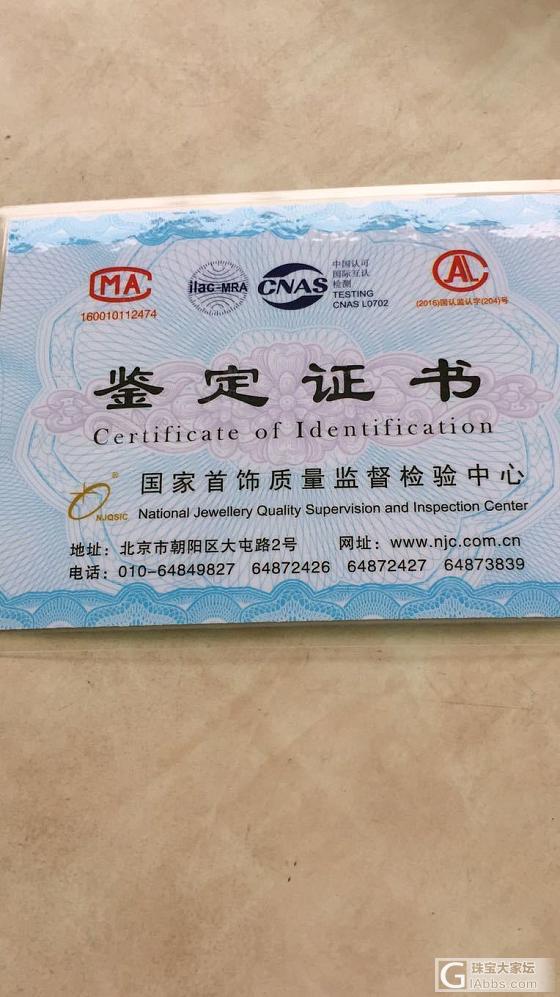 CMA
160010112474
ilac-MRA
CNAS
中国认可
国际互认
检测
TESTING
CNAS L0702
CAL
(2016)国认监认字(204)号
鉴定证书
Certificate of Identification
NJQSIC
®
国家首饰质量监督检验中心
National Jewellery Quality Supervision and Inspection Center
地址：北京市朝阳区大屯路2号 网址：www.njc.com.cn
电话：010-64849827 64872426 64872427 64873839
G 珠宝大家坛
GlAbbs.com